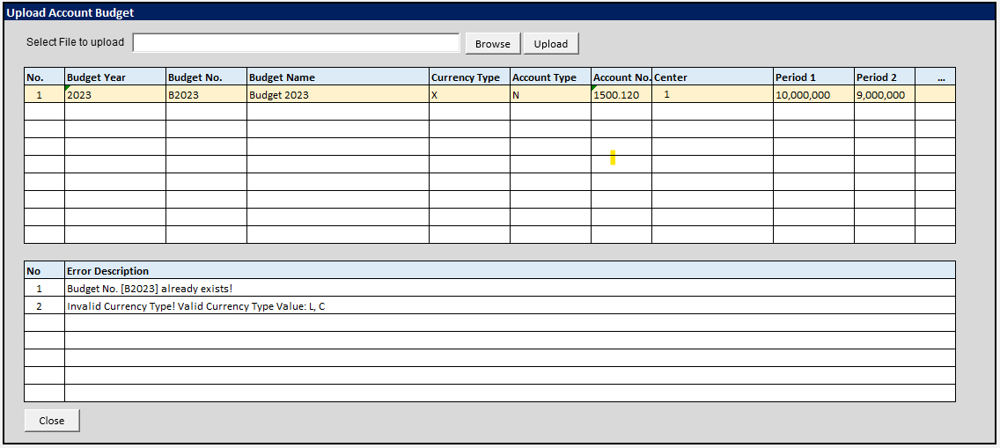 Upload Account Budget
Select File to upload Browse Upload
No. Budget Year Budget No. Budget Name Currency Type Account Type Account No. Center Period 1 Period 2 ...
1 2023 B2023 Budget 2023 X N 1500.120 1 10,000,000 9,000,000
No Error Description
1 Budget No. [B2023] already exists!
2 Invalid Currency Type! Valid Currency Type Value: L, C
Close